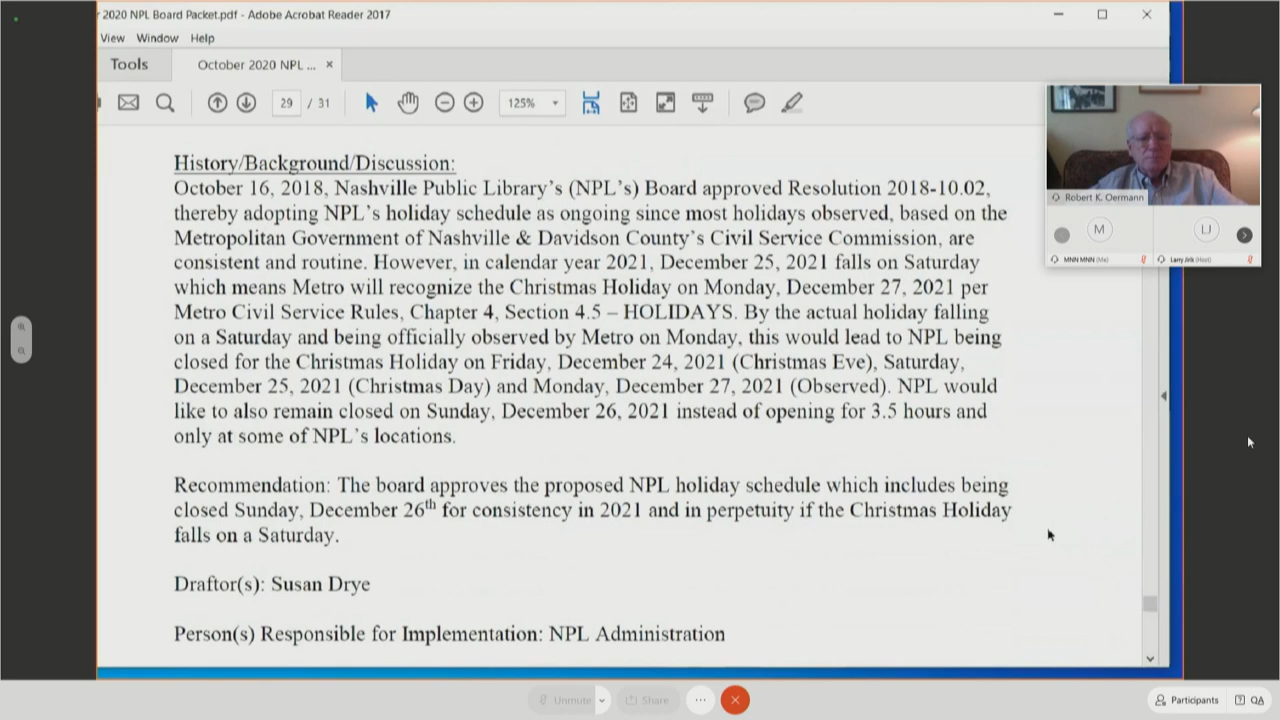 2020 NPL Board Packet.pdf - Adobe Acrobat Reader 2017
View Window Help
Tools
October 2020 NPL ... ×
29 / 31
125%
History/Background/Discussion:
October 16, 2018, Nashville Public Library's (NPL's) Board approved Resolution 2018-10.02,
thereby adopting NPL's holiday schedule as ongoing since most holidays observed, based on the
Metropolitan Government of Nashville & Davidson County's Civil Service Commission, are
consistent and routine. However, in calendar year 2021, December 25, 2021 falls on Saturday
which means Metro will recognize the Christmas Holiday on Monday, December 27, 2021 per
Metro Civil Service Rules, Chapter 4, Section 4.5 – HOLIDAYS. By the actual holiday falling
on a Saturday and being officially observed by Metro on Monday, this would lead to NPL being
closed for the Christmas Holiday on Friday, December 24, 2021 (Christmas Eve), Saturday,
December 25, 2021 (Christmas Day) and Monday, December 27, 2021 (Observed). NPL would
like to also remain closed on Sunday, December 26, 2021 instead of opening for 3.5 hours and
only at some of NPL's locations.
Recommendation: The board approves the proposed NPL holiday schedule which includes being
closed Sunday, December 26th for consistency in 2021 and in perpetuity if the Christmas Holiday
falls on a Saturday.
Draftor(s): Susan Drye
Person(s) Responsible for Implementation: NPL Administration
Robert K. Oermann
M
LJ
MNN MNN (Me)
Larry Jirik (Host)
Unmute
Share
Participants
QA